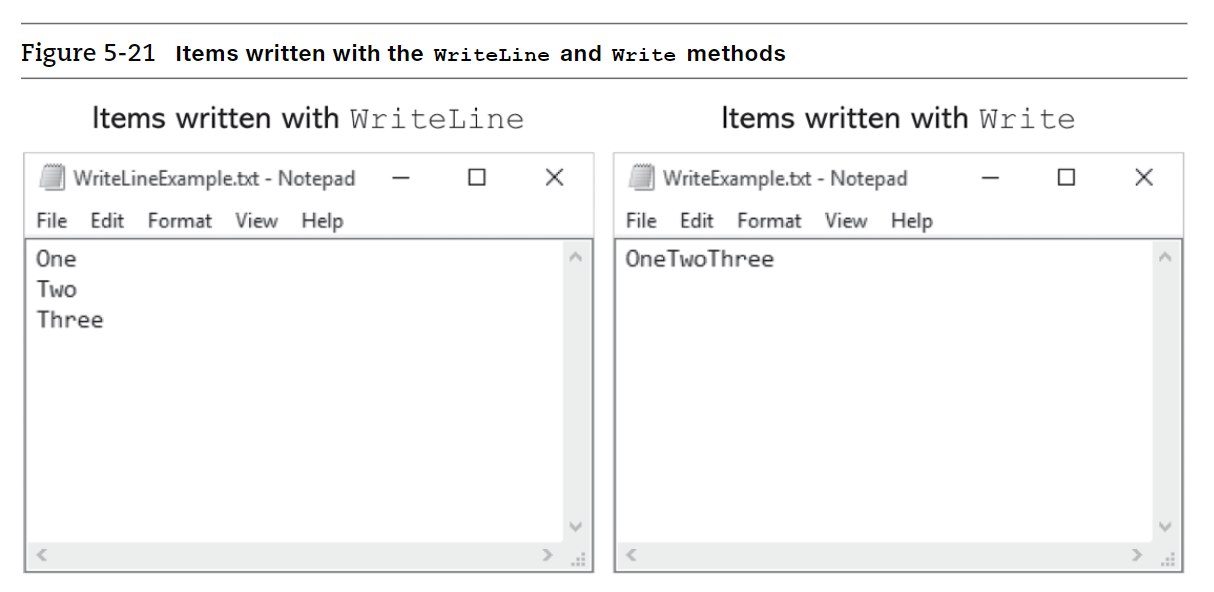 Figure 5-21 Items written with the WriteLine and Write methods
Items written with WriteLine
WriteLineExample.txt - Notepad
File Edit Format View Help
One
Two
Three
Items written with Write
WriteExample.txt - Notepad
File Edit Format View Help
OneTwoThree